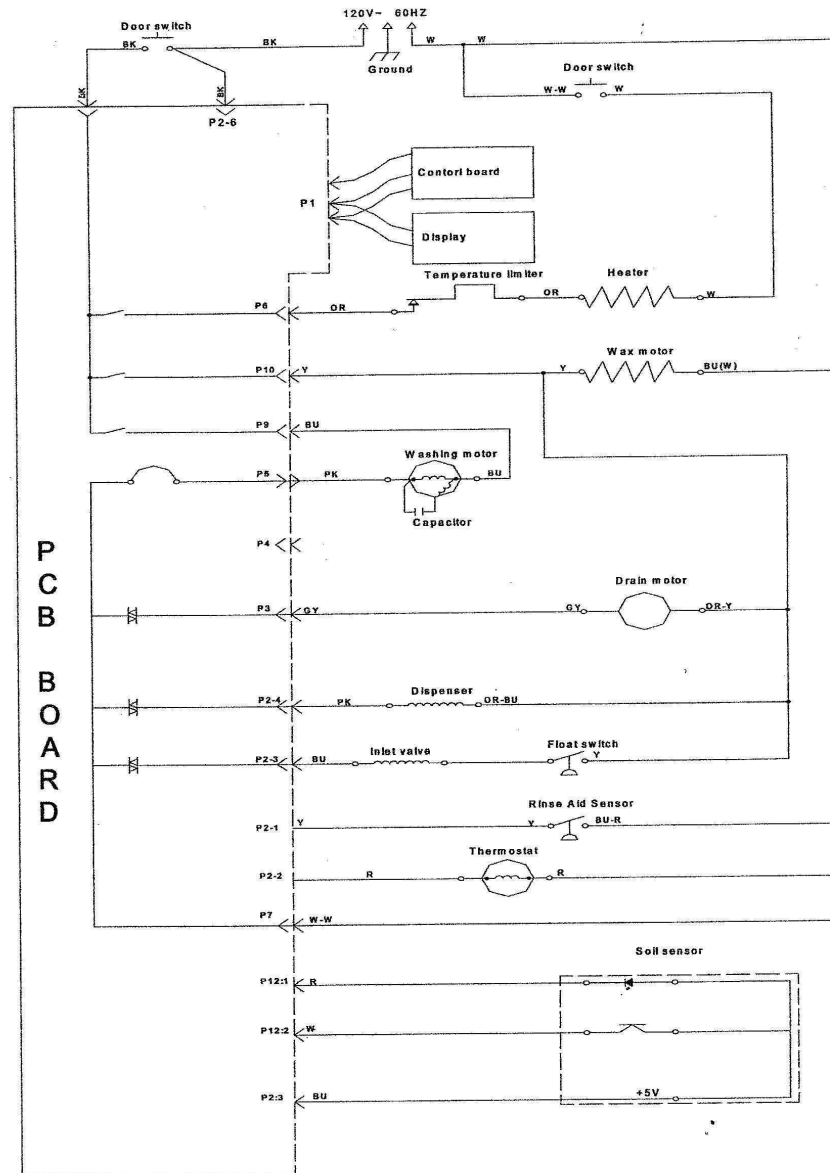 120V~ 60HZ
Door switch
BK
BK
W
W
Ground
Door switch
W-W
W
BK
BK
P2-6
P1
Contorl board
Display
Temperature limiter
Heater
P6
OR
OR
W
Wax motor
P10
Y
Y
BU(W)
P9
BU
Washing motor
P5
PK
BU
Capacitor
P4
PCB BOARD
Drain motor
P3
GY
GY
OR-Y
Dispenser
P2-4
PK
OR-BU
Inlet valve
Float switch
P2-3
BU
Y
Rinse Aid Sensor
P2-1
Y
Y
BU-R
Thermostat
P2-2
R
R
P7
W-W
Soil sensor
P12:1
R
P12:2
W
+5V
P2:3
BU